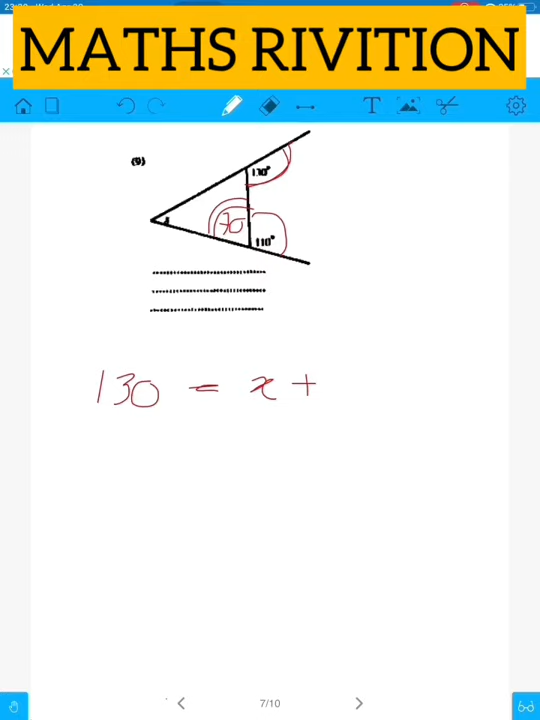 MATHS RIVITION
T
(9)
130°
70
110°
130 = x +
7/10